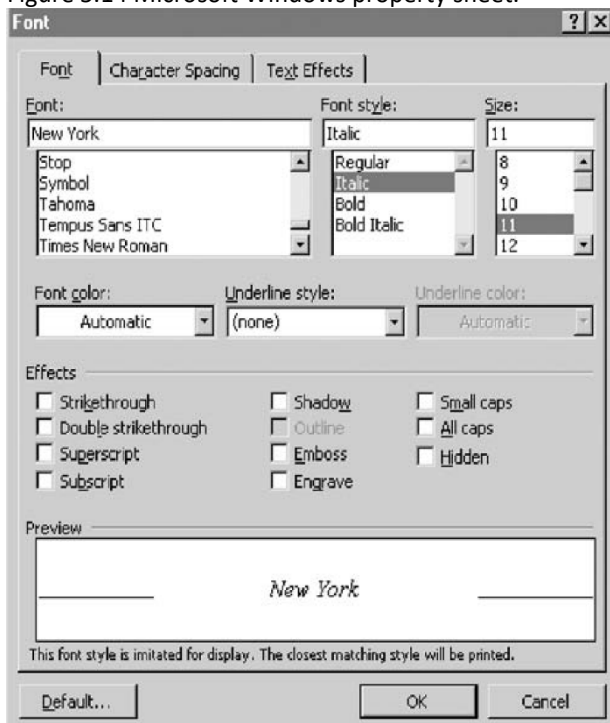 Figure Microsoft Windows property sheet.
Font ? ×
Font Character Spacing Text Effects
Font: Font style: Size:
New York Italic 11
Stop Regular 8
Symbol Italic 9
Tahoma Bold 10
Tempus Sans ITC Bold Italic 11
Times New Roman 12
Font color: Underline style: Underline color:
Automatic (none) Automatic
Effects
Strikethrough Shadow Small caps
Double strikethrough Outline All caps
Superscript Emboss Hidden
Subscript Engrave
Preview
New York
This font style is imitated for display. The closest matching style will be printed.
Default... OK Cancel